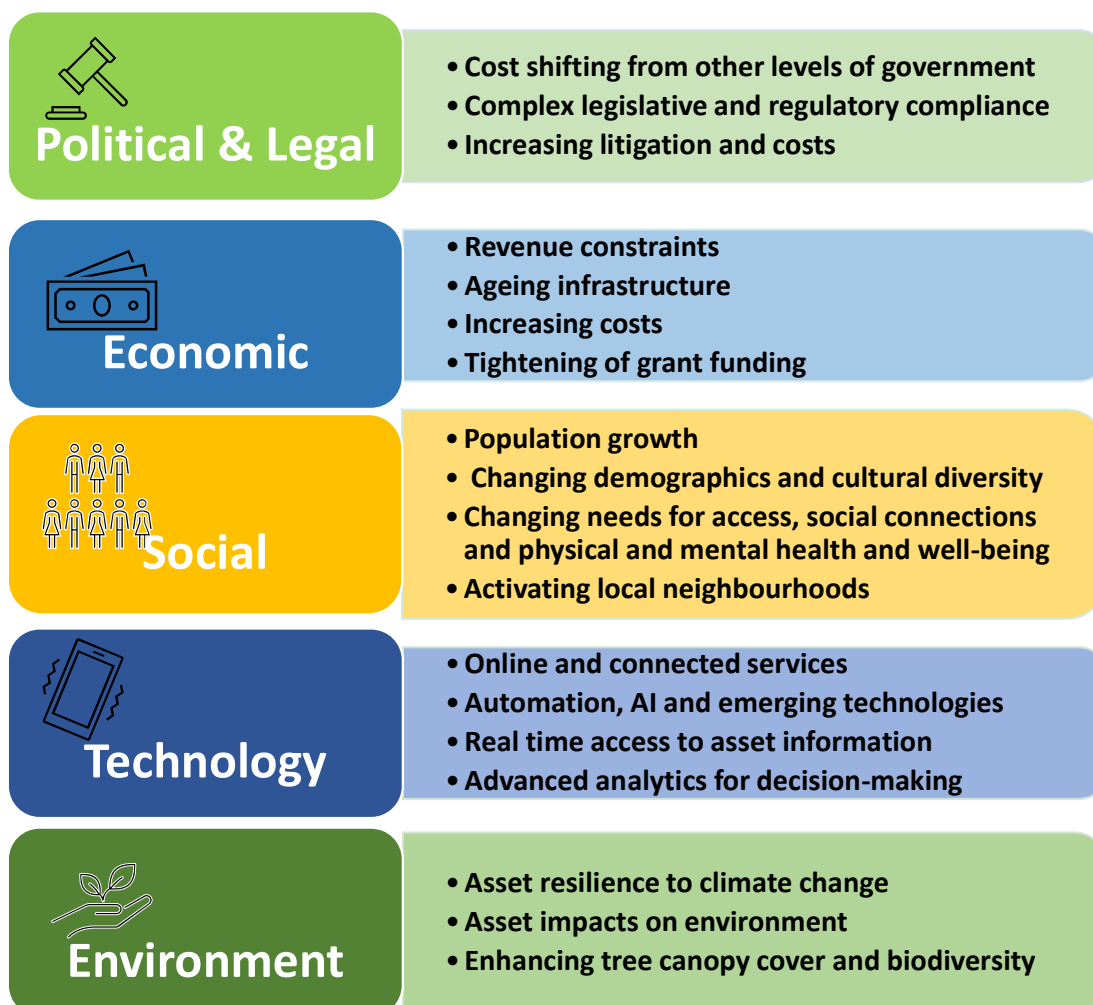 Political & Legal
• Cost shifting from other levels of government
• Complex legislative and regulatory compliance
• Increasing litigation and costs
Economic
• Revenue constraints
• Ageing infrastructure
• Increasing costs
• Tightening of grant funding
Social
• Population growth
• Changing demographics and cultural diversity
• Changing needs for access, social connections
and physical and mental health and well-being
• Activating local neighbourhoods
Technology
• Online and connected services
• Automation, AI and emerging technologies
• Real time access to asset information
• Advanced analytics for decision-making
Environment
• Asset resilience to climate change
• Asset impacts on environment
• Enhancing tree canopy cover and biodiversity